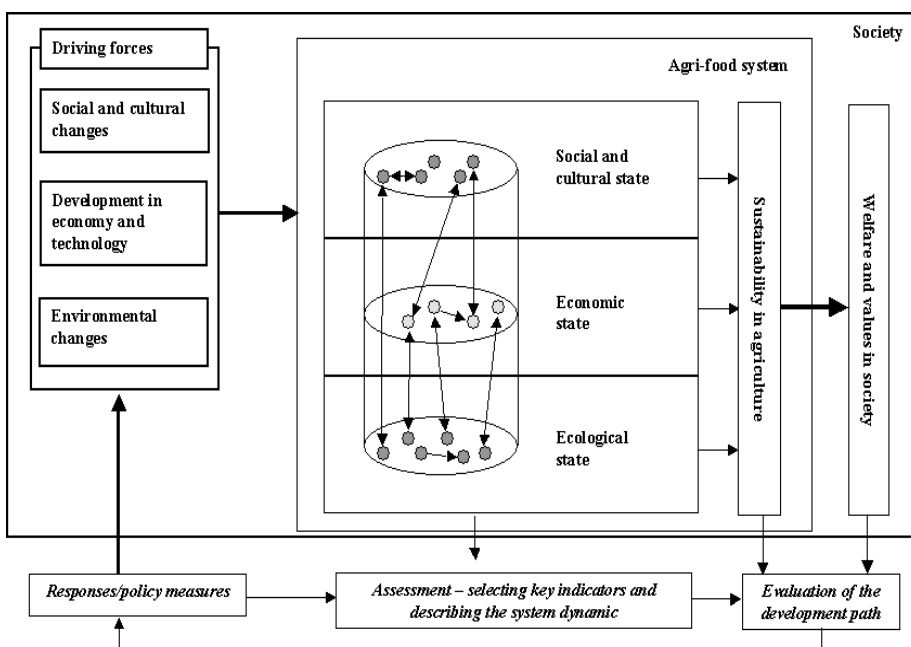 Society
Driving forces
Agri-food system
Social and cultural
changes
Development in
economy and
technology
Environmental
changes
Social and
cultural state
Economic
state
Ecological
state
Sustainability in agriculture
Welfare and values in society
Responses/policy measures
Assessment – selecting key indicators and
describing the system dynamic
Evaluation of the
development path